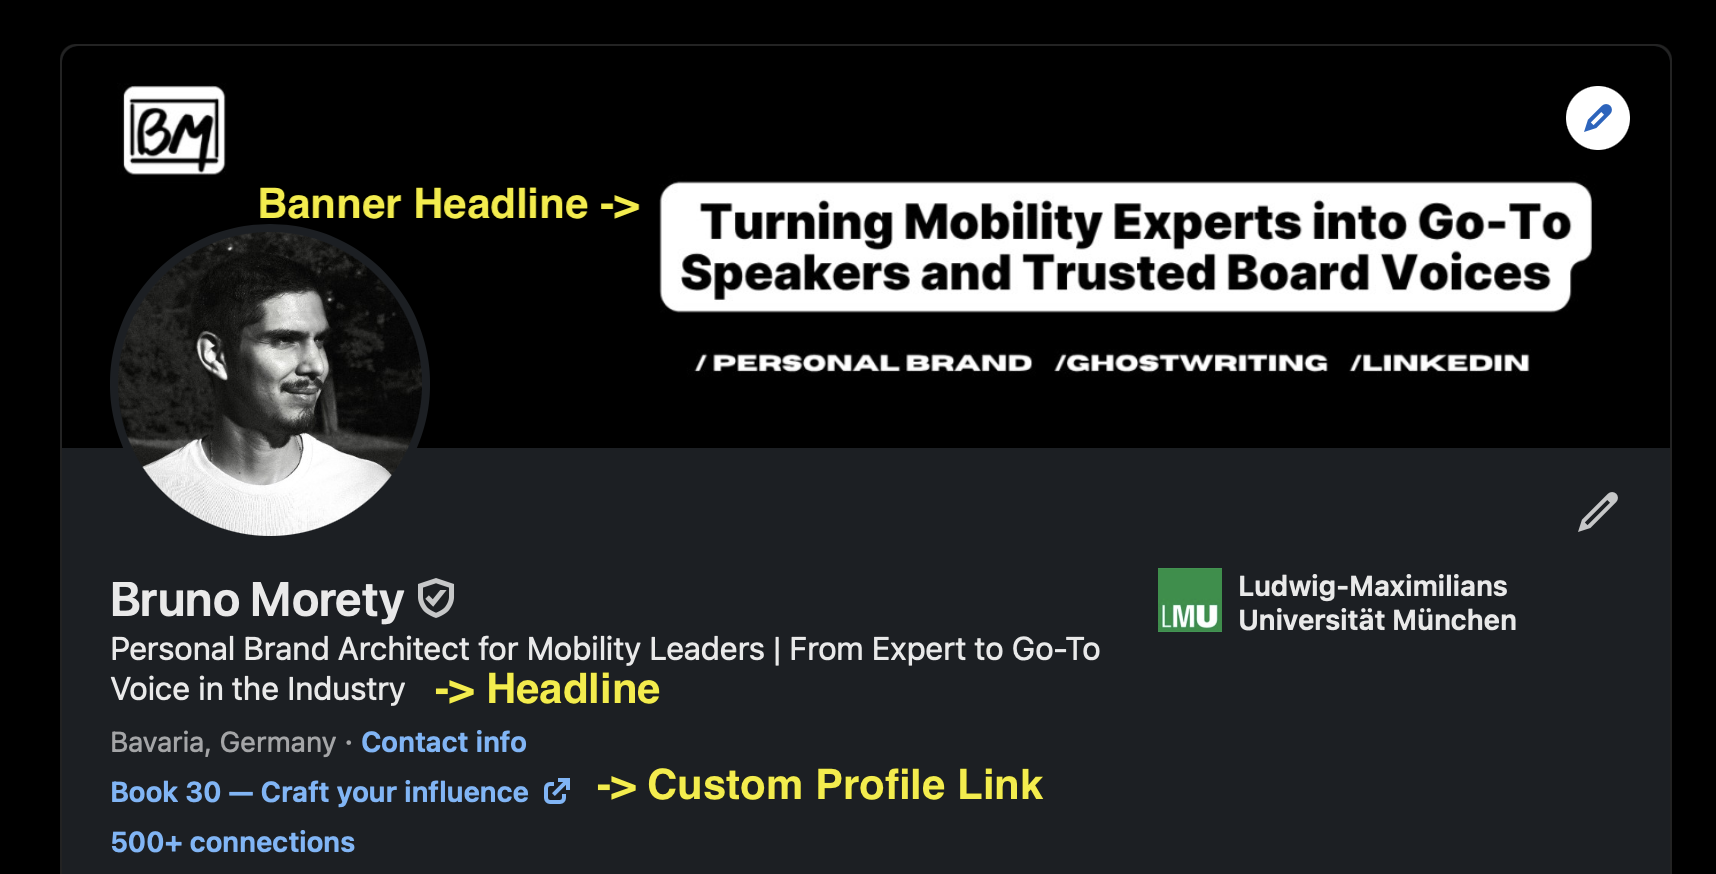 BM
Banner Headline ->
Turning Mobility Experts into Go-To
Speakers and Trusted Board Voices
/ PERSONAL BRAND /GHOSTWRITING /LINKEDIN
Bruno Morety
Personal Brand Architect for Mobility Leaders | From Expert to Go-To
Voice in the Industry -> Headline
Bavaria, Germany · Contact info
Book 30 — Craft your influence -> Custom Profile Link
500+ connections
LMU
Ludwig-Maximilians
Universität München